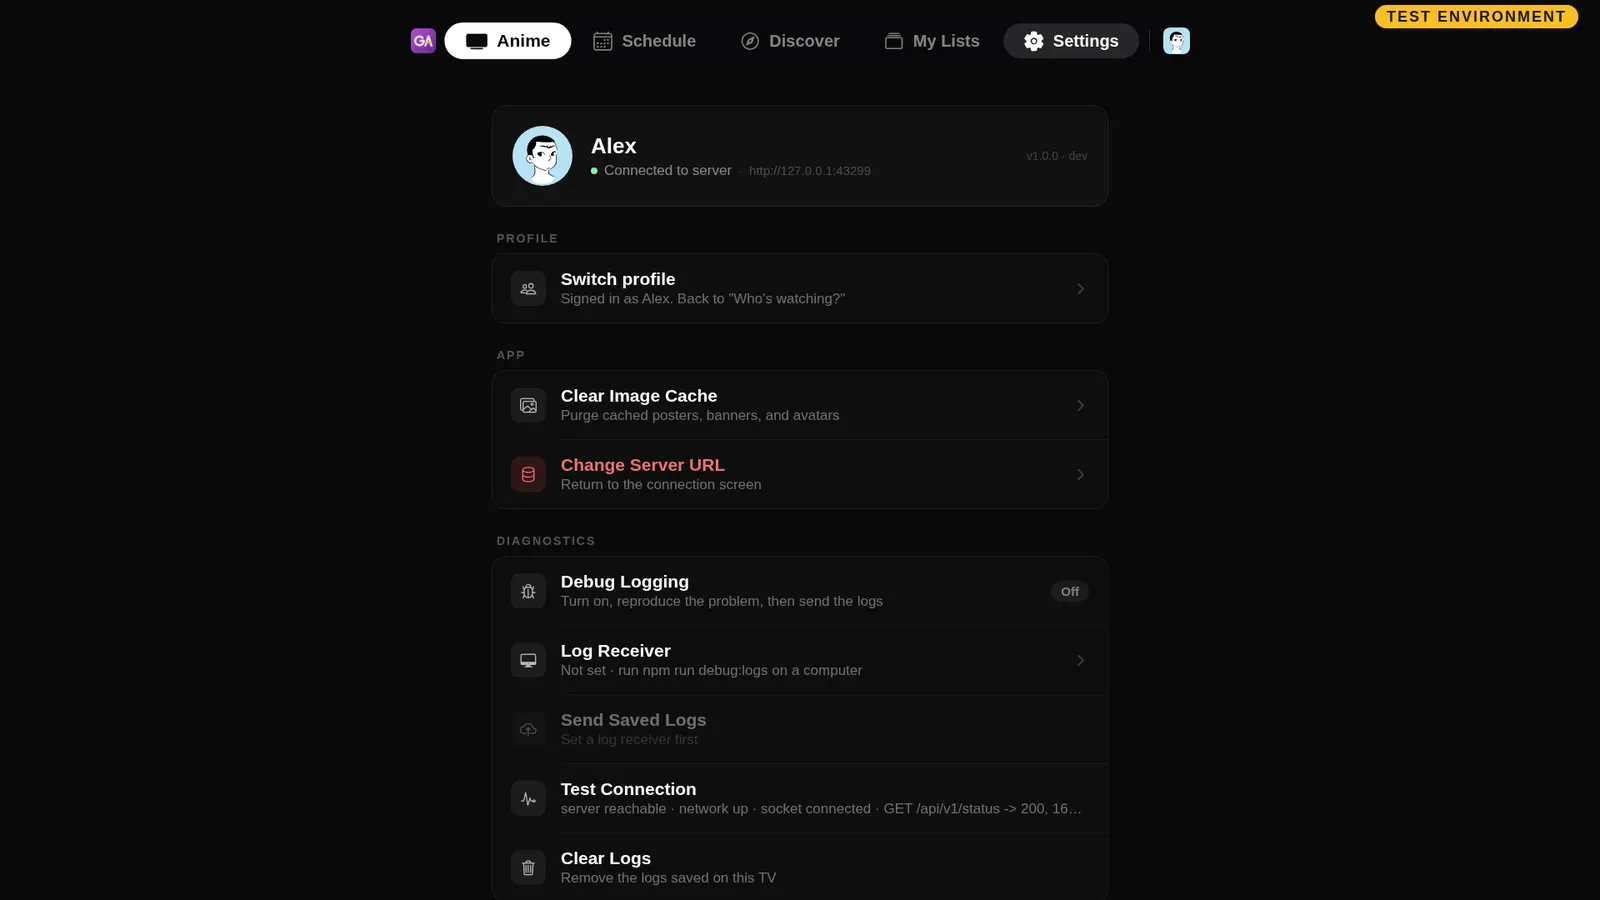 TEST ENVIRONMENT
GA
Anime
Schedule
Discover
My Lists
Settings
Alex
Connected to server · http://127.0.0.1:43299
v1.0.0 · dev
PROFILE
Switch profile
Signed in as Alex. Back to "Who's watching?"
APP
Clear Image Cache
Purge cached posters, banners, and avatars
Change Server URL
Return to the connection screen
DIAGNOSTICS
Debug Logging
Turn on, reproduce the problem, then send the logs
Off
Log Receiver
Not set · run npm run debug:logs on a computer
Send Saved Logs
Set a log receiver first
Test Connection
server reachable · network up · socket connected · GET /api/v1/status -> 200, 16…
Clear Logs
Remove the logs saved on this TV